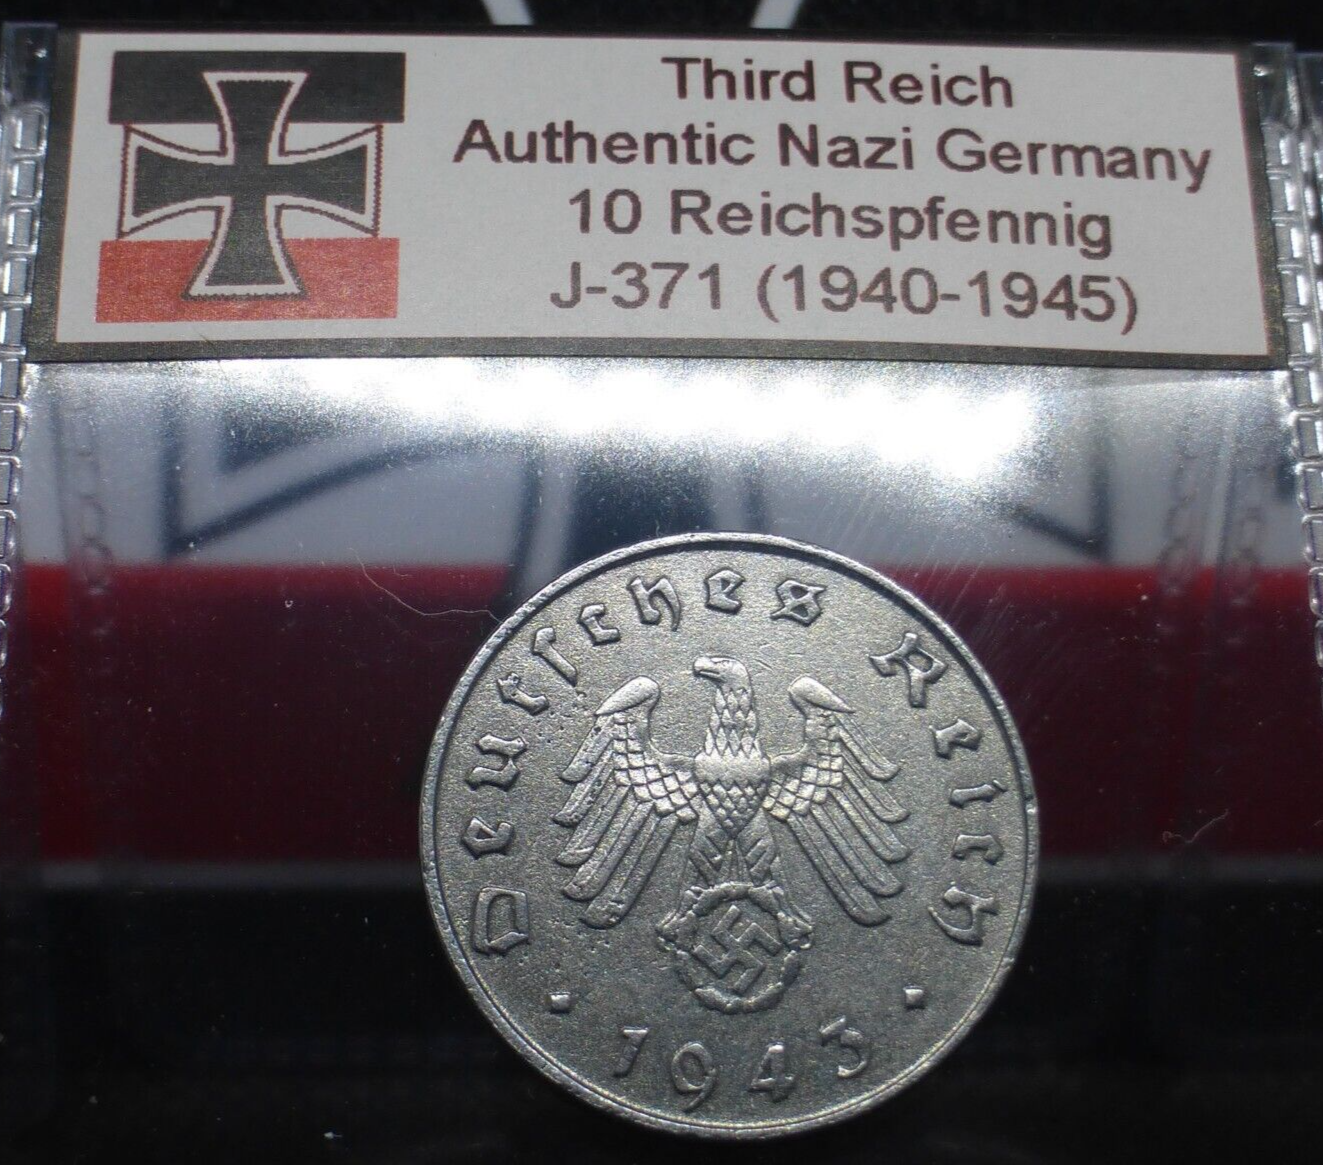 Third Reich
Authentic Nazi Germany
10 Reichspfennig
J-371 (1940-1945)
Deutsches Reich
1943